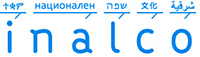 национален שפה 文化 شرقية
inalco